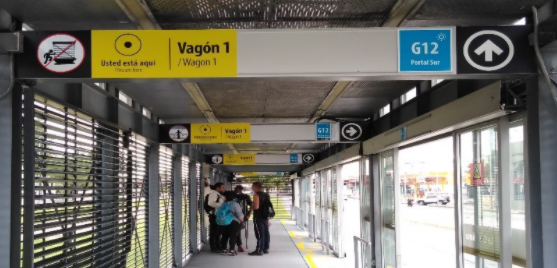 Usted está aquí
You are here
Vagón 1
/ Wagon 1
G12
Portal Sur
Vagón 1
G12